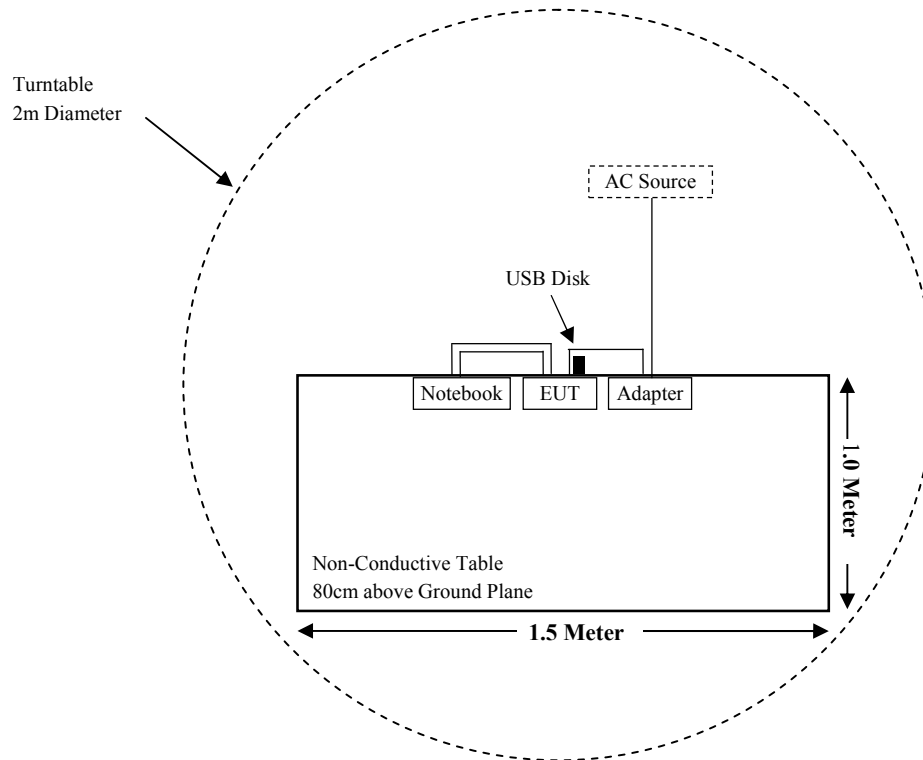 Turntable
2m Diameter
AC Source
USB Disk
Notebook
EUT
Adapter
1.0 Meter
Non-Conductive Table
80cm above Ground Plane
1.5 Meter